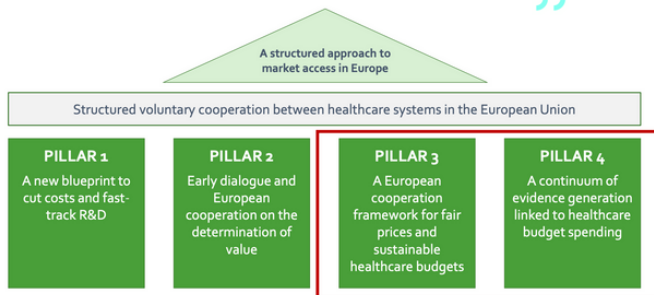 A structured approach to
market access in Europe
Structured voluntary cooperation between healthcare systems in the European Union
PILLAR 1
A new blueprint to
cut costs and fast-
track R&D
PILLAR 2
Early dialogue and
European
cooperation on the
determination of
value
PILLAR 3
A European
cooperation
framework for fair
prices and
sustainable
healthcare budgets
PILLAR 4
A continuum of
evidence generation
linked to healthcare
budget spending